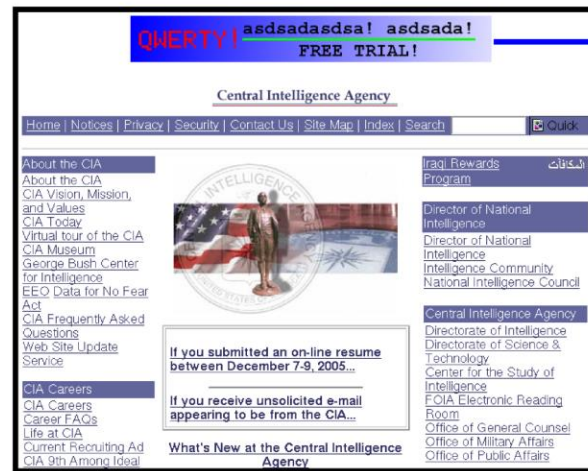 QWERTY!
asdsadasdsa! asdsada!
FREE TRIAL!
Central Intelligence Agency
Home | Notices | Privacy | Security | Contact Us | Site Map | Index | Search
Quick
About the CIA
About the CIA
CIA Vision, Mission,
and Values
CIA Today
Virtual tour of the CIA
CIA Museum
George Bush Center
for Intelligence
EEO Data for No Fear
Act
CIA Frequently Asked
Questions
Web Site Update
Service
CIA Careers
CIA Careers
Career FAQs
Life at CIA
Current Recruiting Ad
CIA 9th Among Ideal
If you submitted an on-line resume
between December 7-9, 2005...
If you receive unsolicited e-mail
appearing to be from the CIA...
What's New at the Central Intelligence
Agency
Iraqi Rewards المكافآت
Program
Director of National
Intelligence
Director of National
Intelligence
Intelligence Community
National Intelligence Council
Central Intelligence Agency
Directorate of Intelligence
Directorate of Science &
Technology
Center for the Study of
Intelligence
FOIA Electronic Reading
Room
Office of General Counsel
Office of Military Affairs
Office of Public Affairs